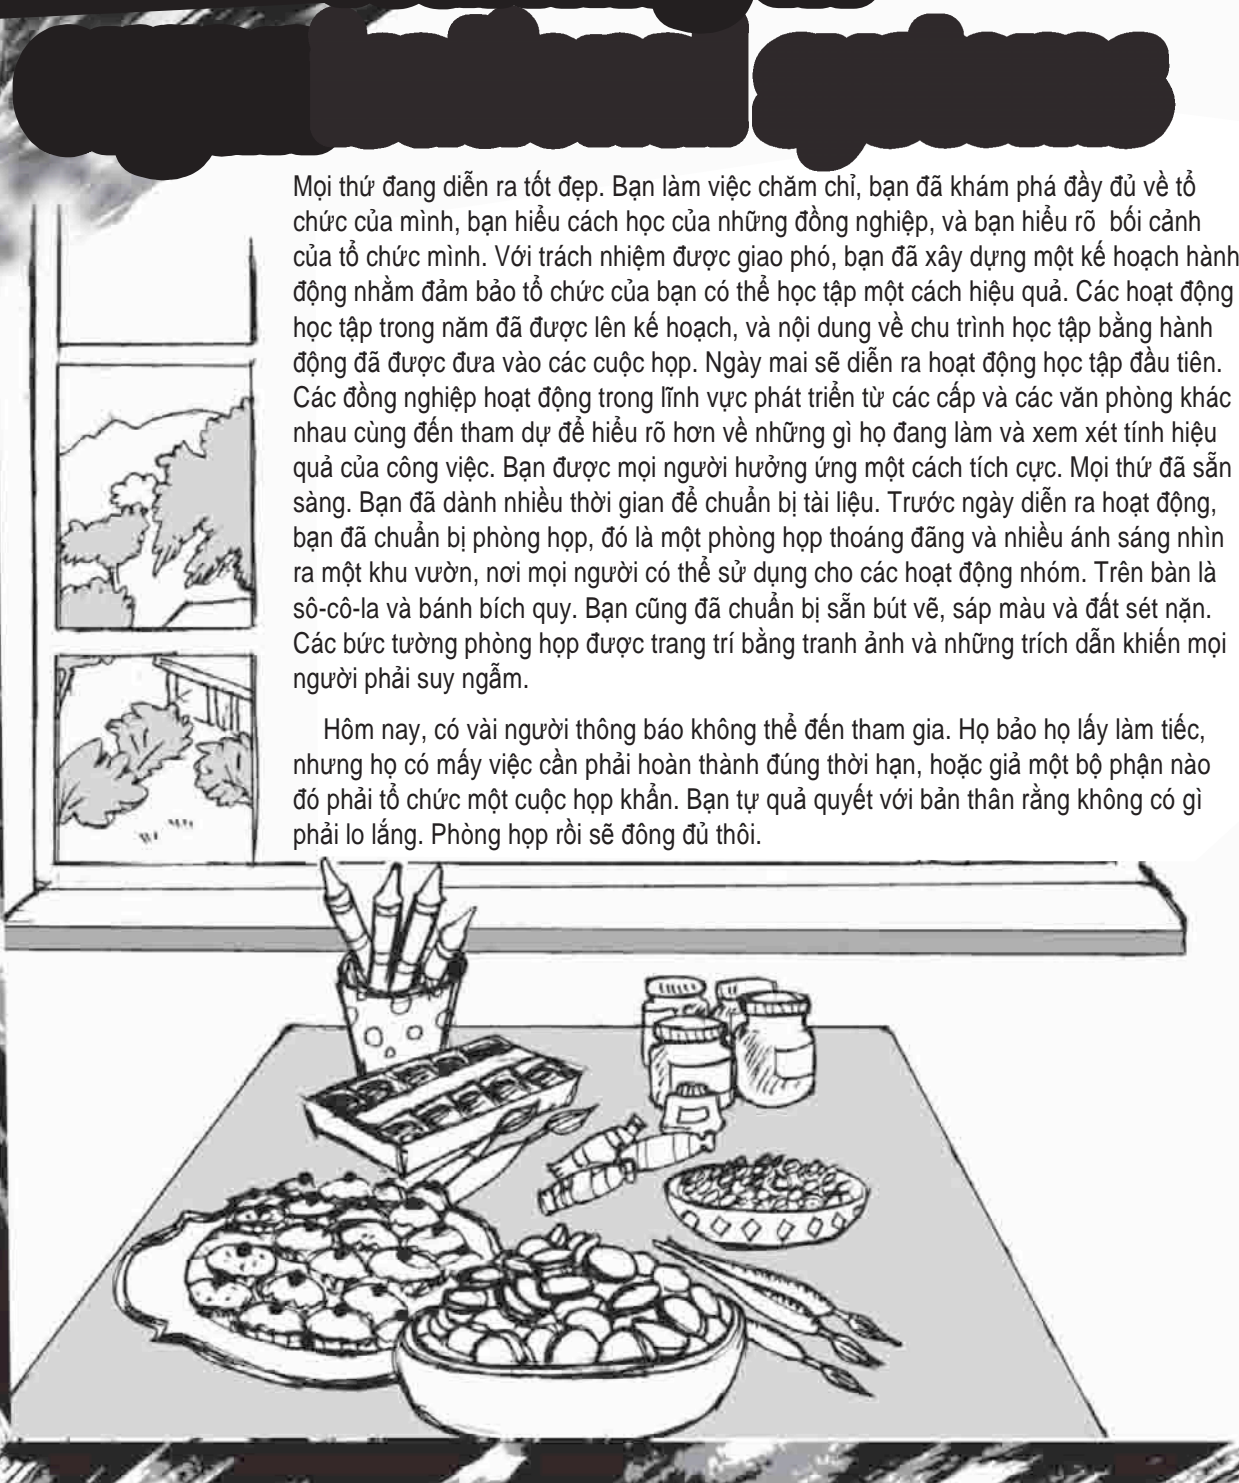 Mọi thứ đang diễn ra tốt đẹp. Bạn làm việc chăm chỉ, bạn đã khám phá đầy đủ về tổ
chức của mình, bạn hiểu cách học của những đồng nghiệp, và bạn hiểu rõ bối cảnh
của tổ chức mình. Với trách nhiệm được giao phó, bạn đã xây dựng một kế hoạch hành
động nhằm đảm bảo tổ chức của bạn có thể học tập một cách hiệu quả. Các hoạt động
học tập trong năm đã được lên kế hoạch, và nội dung về chu trình học tập bằng hành
động đã được đưa vào các cuộc họp. Ngày mai sẽ diễn ra hoạt động học tập đầu tiên.
Các đồng nghiệp hoạt động trong lĩnh vực phát triển từ các cấp và các văn phòng khác
nhau cùng đến tham dự để hiểu rõ hơn về những gì họ đang làm và xem xét tính hiệu
quả của công việc. Bạn được mọi người hưởng ứng một cách tích cực. Mọi thứ đã sẵn
sàng. Bạn đã dành nhiều thời gian để chuẩn bị tài liệu. Trước ngày diễn ra hoạt động,
bạn đã chuẩn bị phòng họp, đó là một phòng họp thoáng đãng và nhiều ánh sáng nhìn
ra một khu vườn, nơi mọi người có thể sử dụng cho các hoạt động nhóm. Trên bàn là
sô-cô-la và bánh bích quy. Bạn cũng đã chuẩn bị sẵn bút vẽ, sáp màu và đất sét nặn.
Các bức tường phòng họp được trang trí bằng tranh ảnh và những trích dẫn khiến mọi
người phải suy ngẫm.
Hôm nay, có vài người thông báo không thể đến tham gia. Họ bảo họ lấy làm tiếc,
nhưng họ có mấy việc cần phải hoàn thành đúng thời hạn, hoặc giả một bộ phận nào
đó phải tổ chức một cuộc họp khẩn. Bạn tự quả quyết với bản thân rằng không có gì
phải lo lắng. Phòng họp rồi sẽ đông đủ thôi.